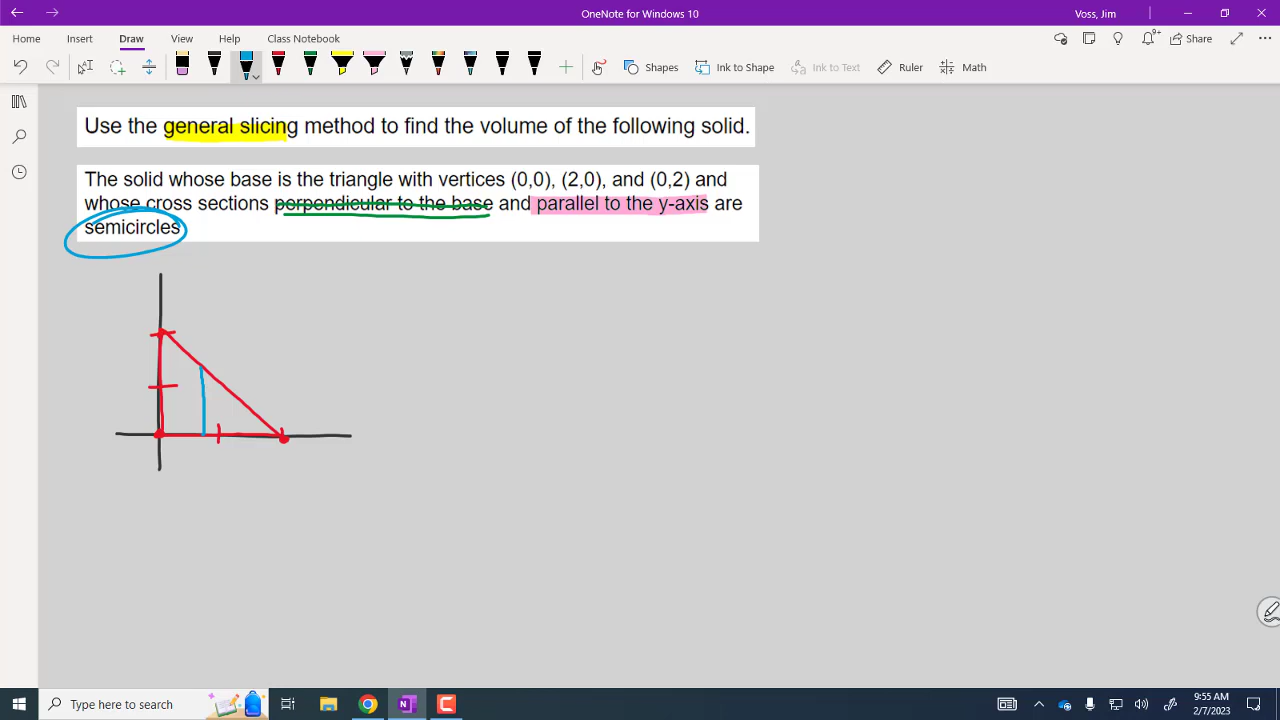 OneNote for Windows 10
Voss, Jim
Home Insert Draw View Help Class Notebook
Share
Shapes Ink to Shape Ink to Text Ruler Math
Use the general slicing method to find the volume of the following solid.
The solid whose base is the triangle with vertices (0,0), (2,0), and (0,2) and
whose cross sections perpendicular to the base and parallel to the y-axis are
semicircles
Type here to search
9:55 AM
2/7/2023